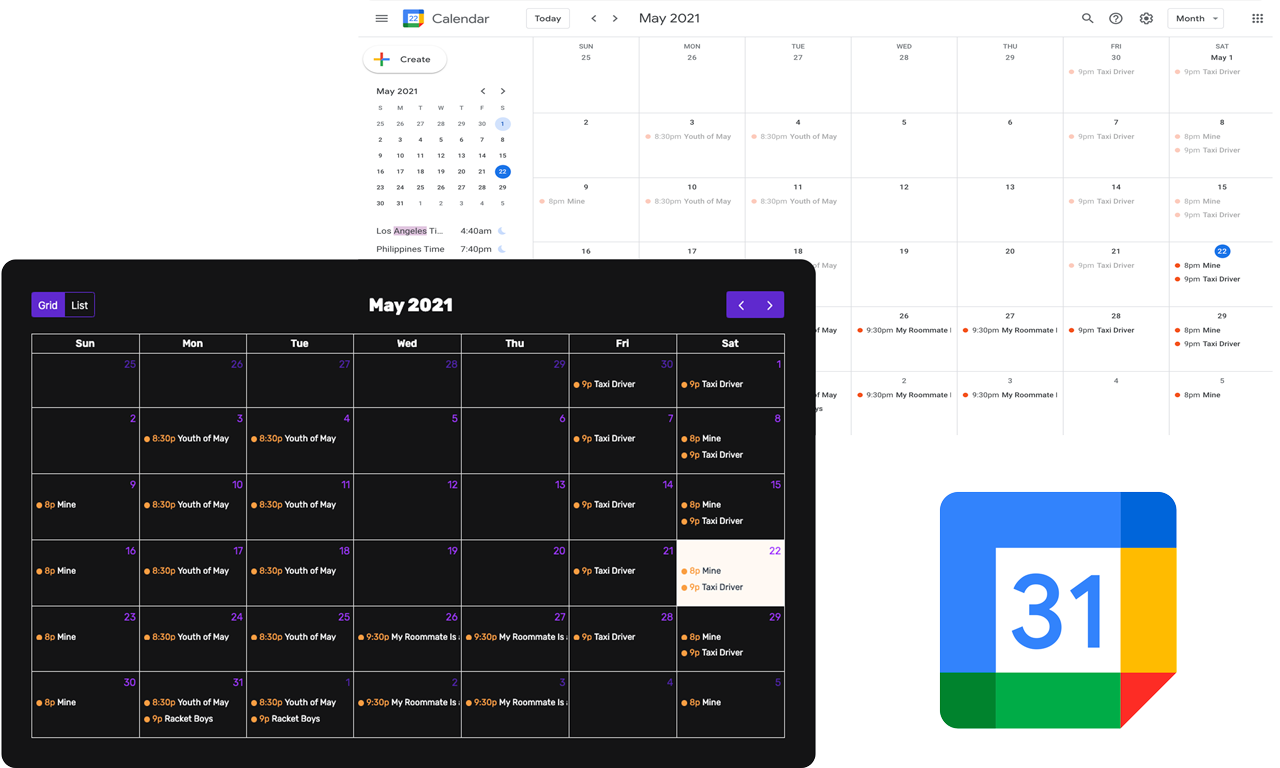 22 Calendar Today May 2021 Month
Create
May 2021
S M T W T F S
25 26 27 28 29 30 1
2 3 4 5 6 7 8
9 10 11 12 13 14 15
16 17 18 19 20 21 22
23 24 25 26 27 28 29
30 31 1 2 3 4 5
Los Angeles Ti... 4:40am
Philippines Time 7:40pm
SUN MON TUE WED THU FRI SAT
25 26 27 28 29 30 May 1
9pm Taxi Driver 9pm Taxi Driver
2 3 4 5 6 7 8
8:30pm Youth of May 8:30pm Youth of May 9pm Taxi Driver 8pm Mine
9pm Taxi Driver
9 10 11 12 13 14 15
8pm Mine 8:30pm Youth of May 8:30pm Youth of May 9pm Taxi Driver 8pm Mine
9pm Taxi Driver
16 17 18 19 20 21 22
of May 9pm Taxi Driver 8pm Mine
9pm Taxi Driver
26 27 28 29
of May 9:30pm My Roommate 9:30pm My Roommate 9pm Taxi Driver 8pm Mine
9pm Taxi Driver
2 3 4 5
of May 9:30pm My Roommate 9:30pm My Roommate 8pm Mine
ys
Grid List May 2021
Sun Mon Tue Wed Thu Fri Sat
25 26 27 28 29 30 1
9p Taxi Driver 9p Taxi Driver
2 3 4 5 6 7 8
8:30p Youth of May 8:30p Youth of May 9p Taxi Driver 8p Mine
9p Taxi Driver
9 10 11 12 13 14 15
8p Mine 8:30p Youth of May 8:30p Youth of May 9p Taxi Driver 8p Mine
9p Taxi Driver
16 17 18 19 20 21 22
8p Mine 8:30p Youth of May 8:30p Youth of May 9p Taxi Driver 8p Mine
9p Taxi Driver
23 24 25 26 27 28 29
8p Mine 8:30p Youth of May 8:30p Youth of May 9:30p My Roommate Is 9:30p My Roommate Is 9p Taxi Driver 8p Mine
9p Taxi Driver
30 31 1 2 3 4 5
8p Mine 8:30p Youth of May 8:30p Youth of May 9:30p My Roommate Is 9:30p My Roommate Is 8p Mine
9p Racket Boys 9p Racket Boys
31